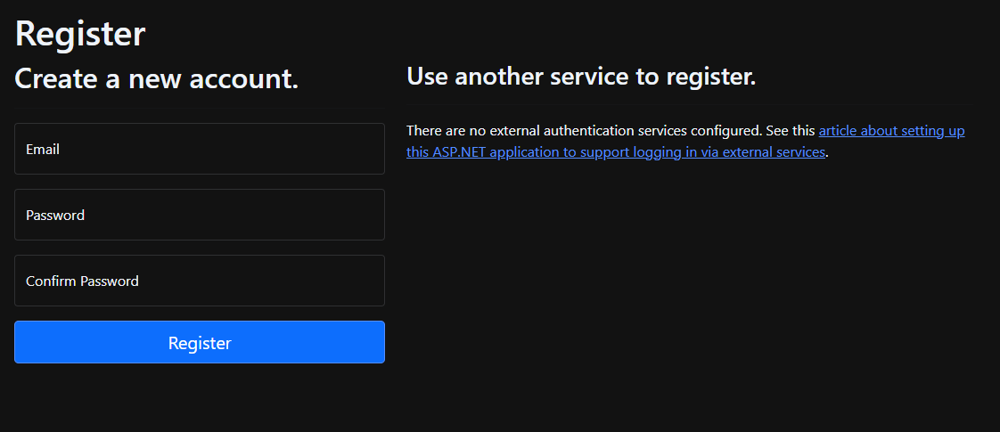 Register
Create a new account.
Email
Password
Confirm Password
Register
Use another service to register.
There are no external authentication services configured. See this article about setting up
this ASP.NET application to support logging in via external services.